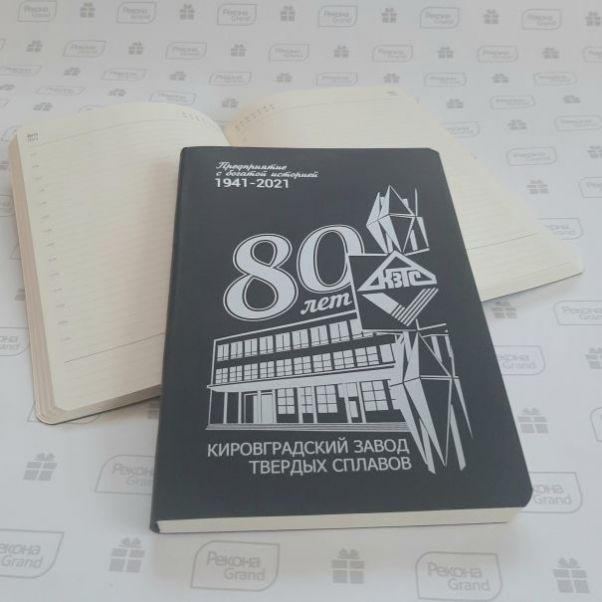 Предприятие
с богатой историей
1941-2021
80
лет
КЗТС
КИРОВГРАДСКИЙ ЗАВОД
ТВЕРДЫХ СПЛАВОВ
Рекона
Grand